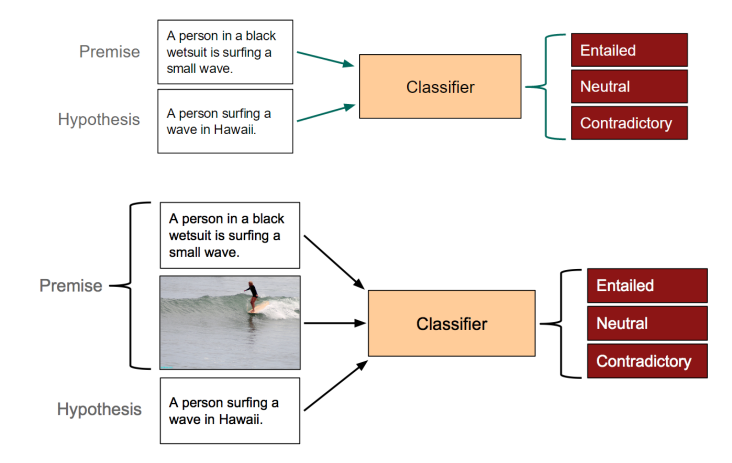 Premise
A person in a black
wetsuit is surfing a
small wave.
Hypothesis
A person surfing a
wave in Hawaii.
Classifier
Entailed
Neutral
Contradictory
Premise
A person in a black
wetsuit is surfing a
small wave.
Hypothesis
A person surfing a
wave in Hawaii.
Classifier
Entailed
Neutral
Contradictory